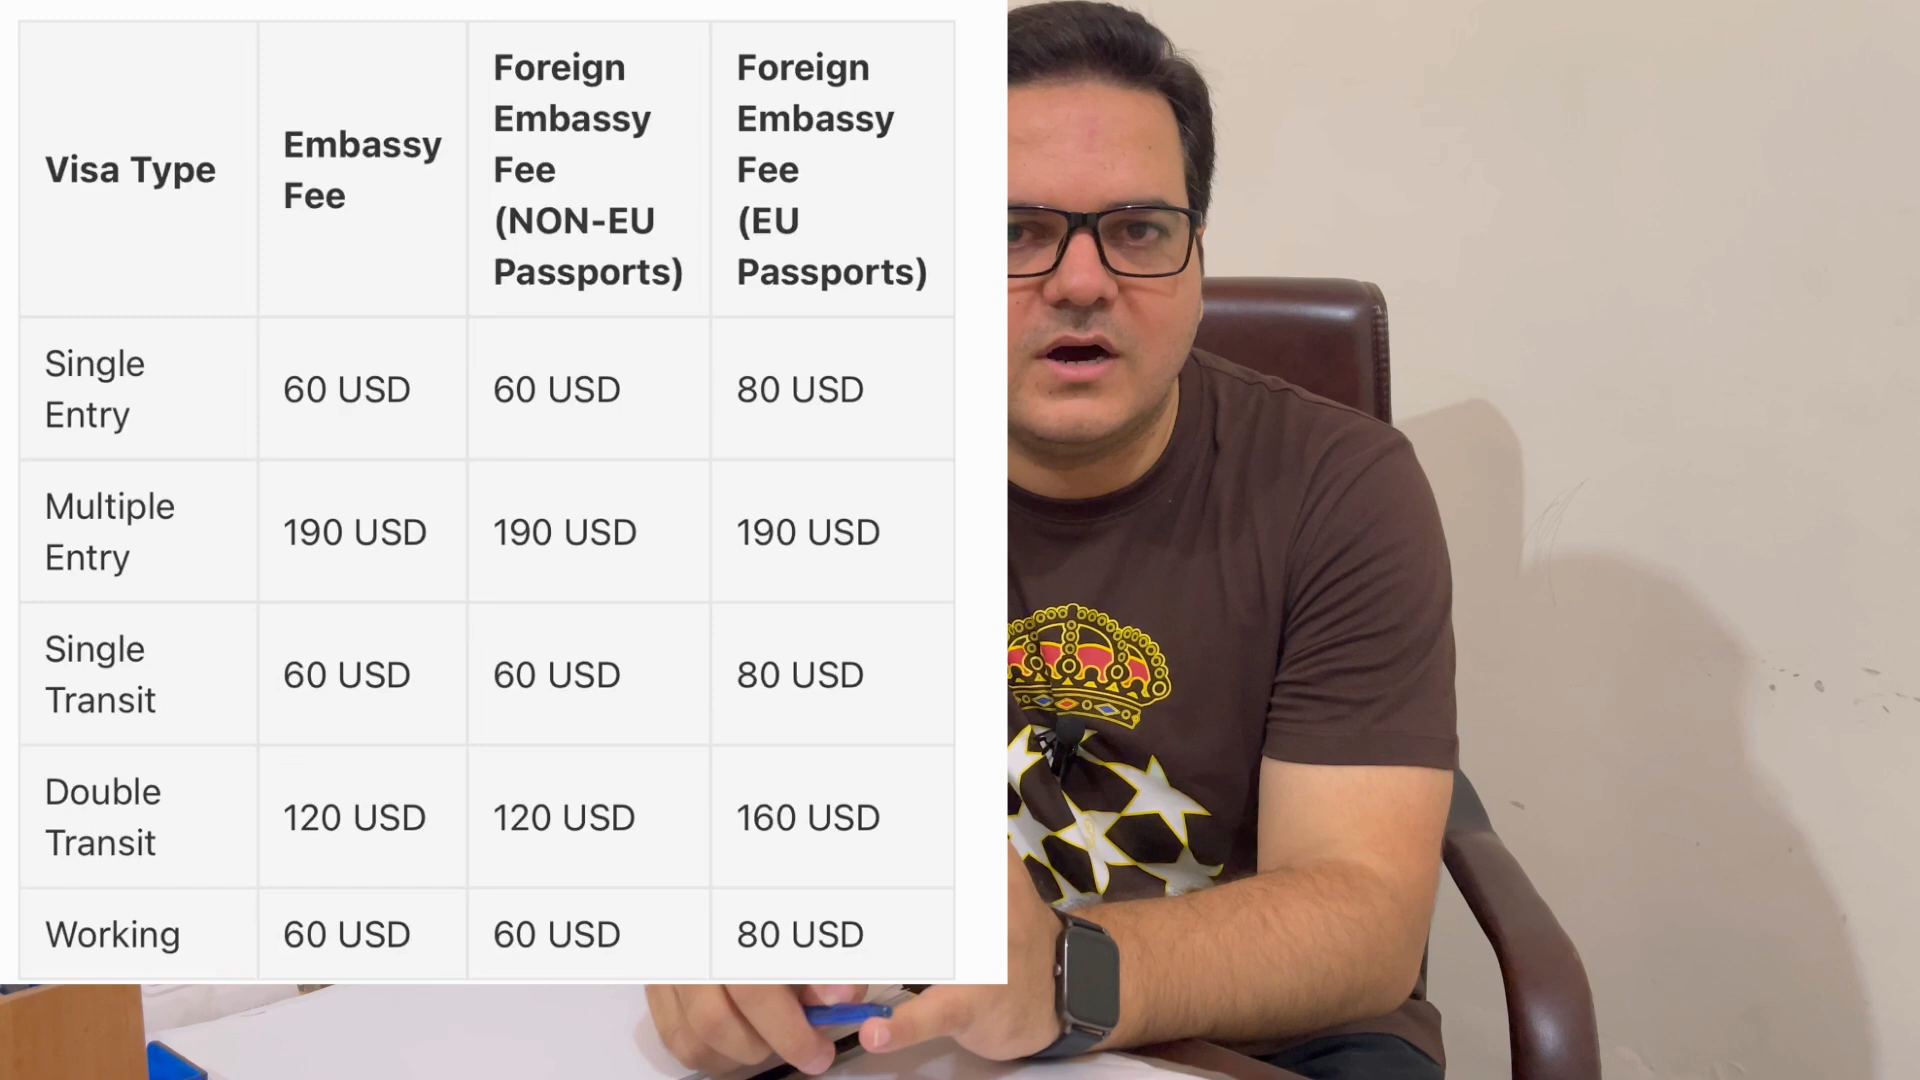 Visa Type
Embassy
Fee
Foreign
Embassy
Fee
(NON-EU
Passports)
Foreign
Embassy
Fee
(EU
Passports)
Single
Entry
60 USD
60 USD
80 USD
Multiple
Entry
190 USD
190 USD
190 USD
Single
Transit
60 USD
60 USD
80 USD
Double
Transit
120 USD
120 USD
160 USD
Working
60 USD
60 USD
80 USD